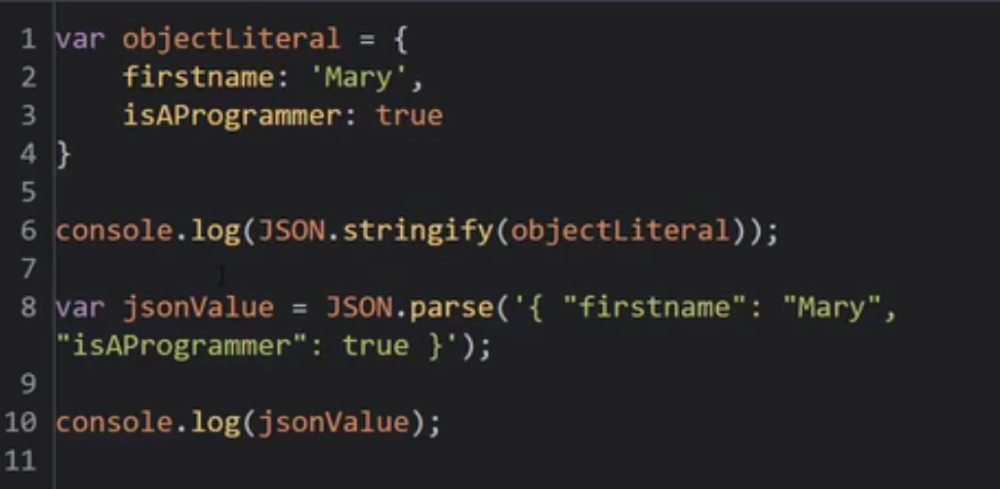 1 var objectLiteral = {
2     firstname: 'Mary',
3     isAProgrammer: true
4 }
5
6 console.log(JSON.stringify(objectLiteral));
7
8 var jsonValue = JSON.parse('{ "firstname": "Mary",
"isAProgrammer": true }');
9
10 console.log(jsonValue);
11